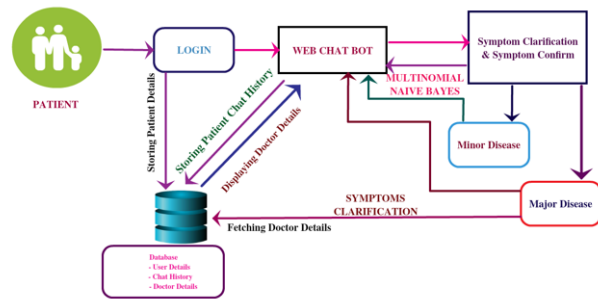 PATIENT
LOGIN
WEB CHAT BOT
Symptom Clarification
& Symptom Confirm
MULTINOMIAL
NAIVE BAYES
Minor Disease
Major Disease
Storing Patient Details
Storing Patient Chat History
Displaying Doctor Details
SYMPTOMS
CLARIFICATION
Fetching Doctor Details
Database
- User Details
- Chat History
- Doctor Details